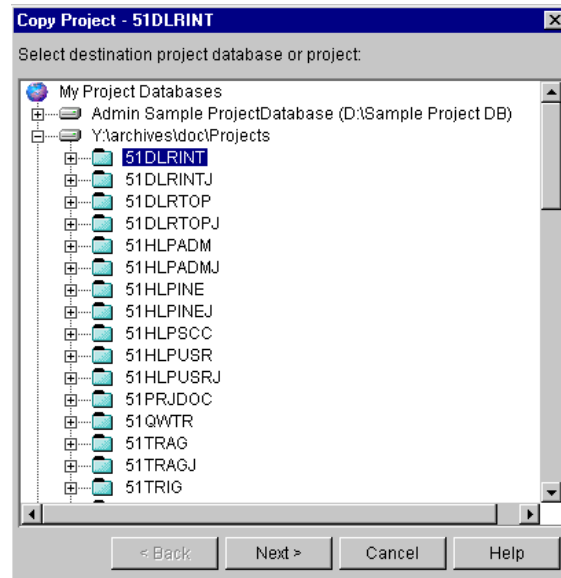 Copy Project - 51DLRINT
Select destination project database or project:
My Project Databases
Admin Sample ProjectDatabase (D:\Sample Project DB)
Y:\archives\doc\Projects
51DLRINT
51DLRINTJ
51DLRTOP
51DLRTOPJ
51HLPADM
51HLPADMJ
51HLPINE
51HLPINEJ
51HLPSCC
51HLPUSR
51HLPUSRJ
51PRJDOC
51QWTR
51TRAG
51TRAGJ
51TRIG
< Back Next > Cancel Help